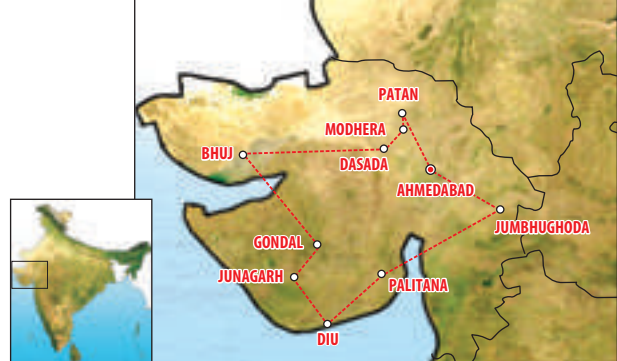 PATAN
MODHERA
BHUJ
DASADA
AHMEDABAD
JUMBHUGHODA
GONDAL
JUNAGARH
PALITANA
DIU